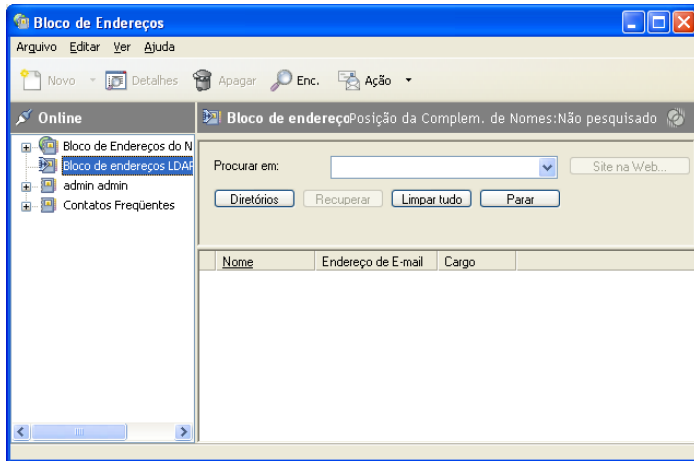 Bloco de Endereços
Arquivo Editar Ver Ajuda
Novo Detalhes Apagar Enc. Ação
Online
Bloco de endereçoPosição da Complem. de Nomes:Não pesquisado
Bloco de Endereços do N
Bloco de endereços LDAP
admin admin
Contatos Freqüentes
Procurar em:
Site na Web...
Diretórios Recuperar Limpar tudo Parar
Nome Endereço de E-mail Cargo